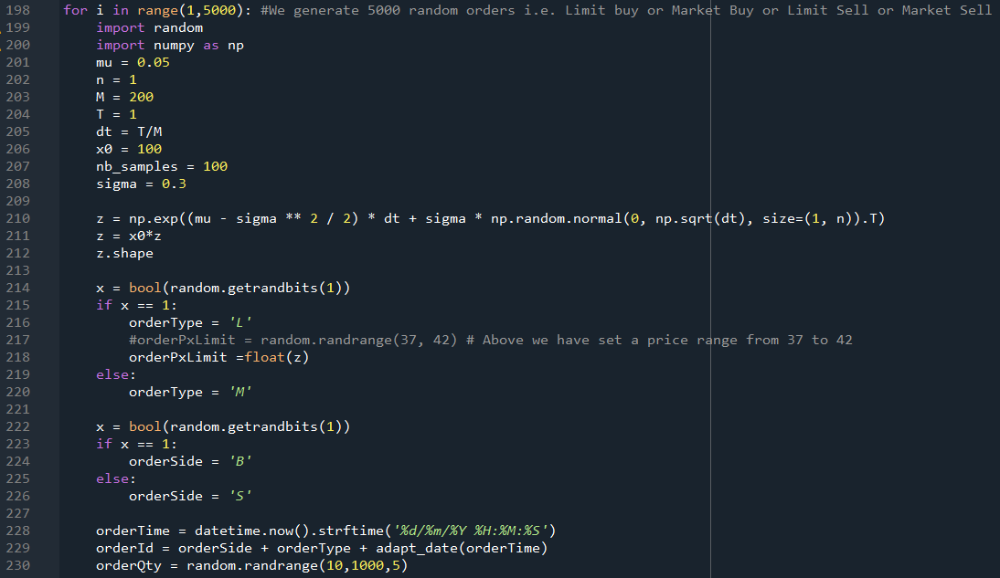 198 for i in range(1,5000): #We generate 5000 random orders i.e. Limit buy or Market Buy or Limit Sell or Market Sell
199     import random
200     import numpy as np
201     mu = 0.05
202     n = 1
203     M = 200
204     T = 1
205     dt = T/M
206     x0 = 100
207     nb_samples = 100
208     sigma = 0.3
209
210     z = np.exp((mu - sigma ** 2 / 2) * dt + sigma * np.random.normal(0, np.sqrt(dt), size=(1, n)).T)
211     z = x0*z
212     z.shape
213
214     x = bool(random.getrandbits(1))
215     if x == 1:
216         orderType = 'L'
217         #orderPxLimit = random.randrange(37, 42) # Above we have set a price range from 37 to 42
218         orderPxLimit =float(z)
219     else:
220         orderType = 'M'
221
222     x = bool(random.getrandbits(1))
223     if x == 1:
224         orderSide = 'B'
225     else:
226         orderSide = 'S'
227
228     orderTime = datetime.now().strftime('%d/%m/%Y %H:%M:%S')
229     orderId = orderSide + orderType + adapt_date(orderTime)
230     orderQty = random.randrange(10,1000,5)